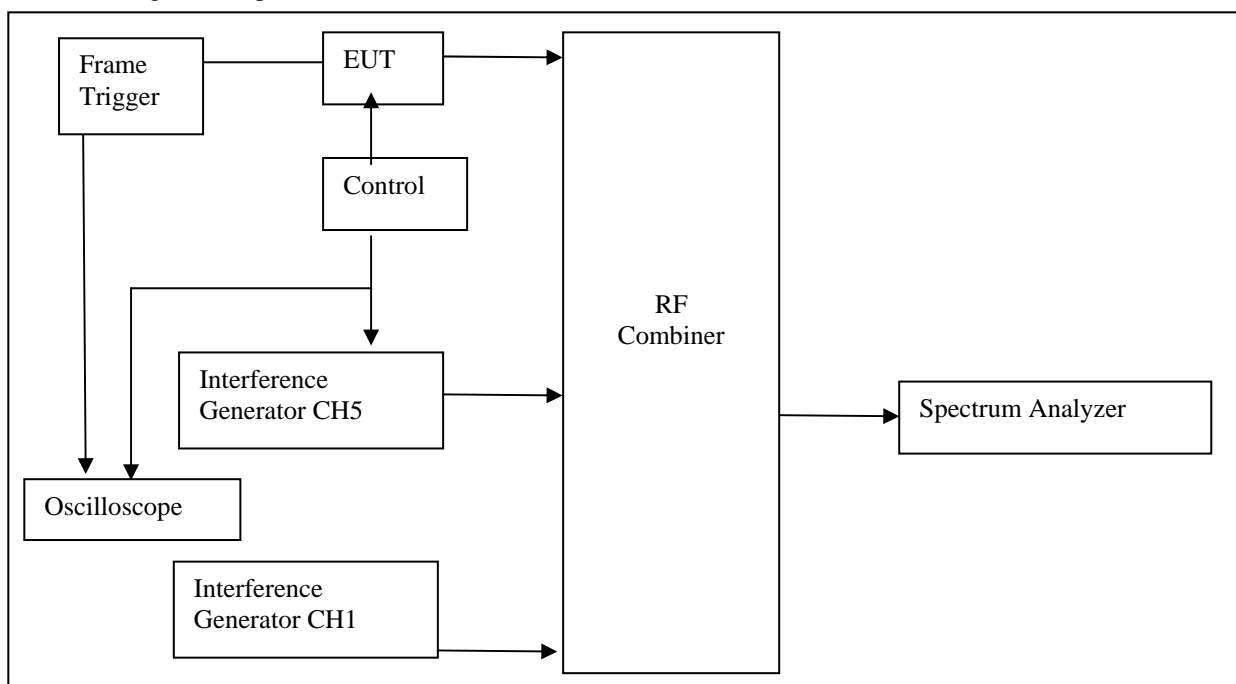 Frame
Trigger
EUT
Control
RF
Combiner
Interference
Generator CH5
Spectrum Analyzer
Oscilloscope
Interference
Generator CH1